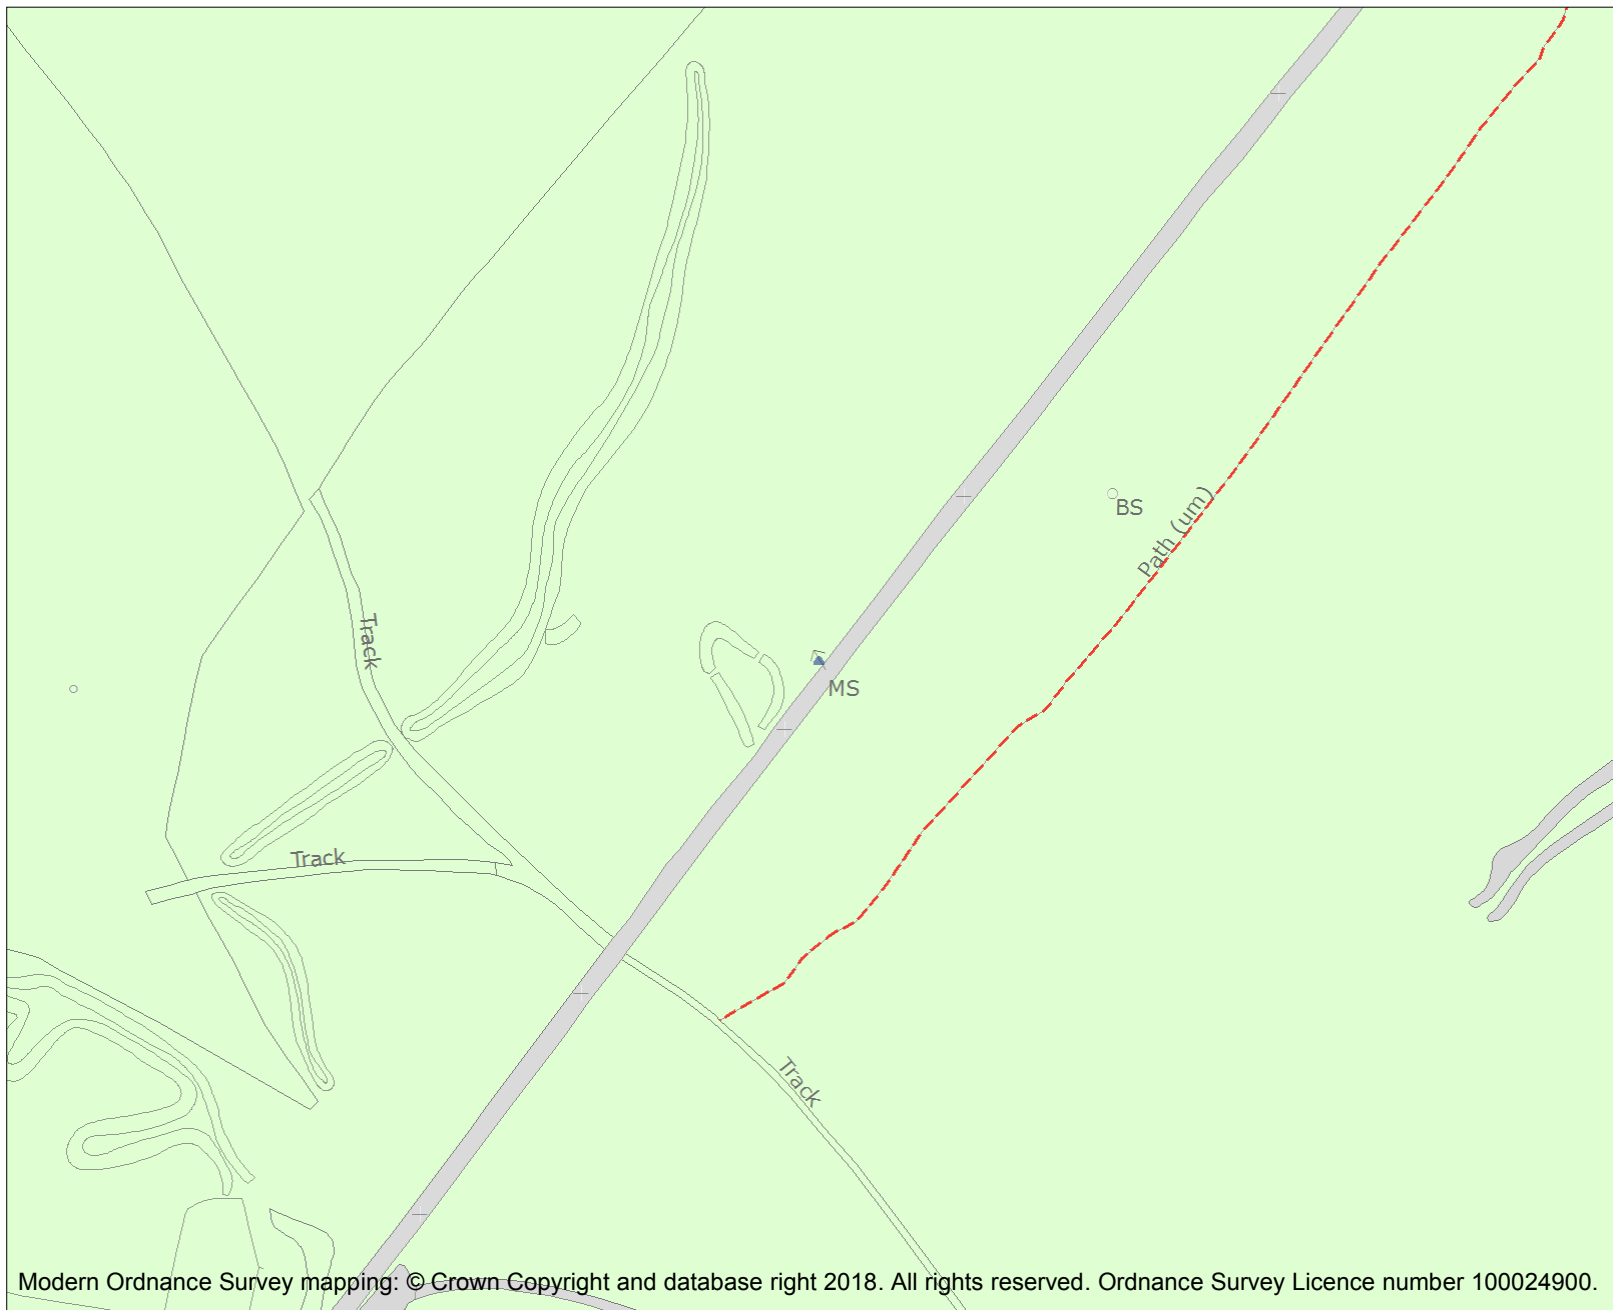 BS
Path (um)
Track
MS
Track
Track
Modern Ordnance Survey mapping: © Crown Copyright and database right 2018. All rights reserved. Ordnance Survey Licence number 100024900.